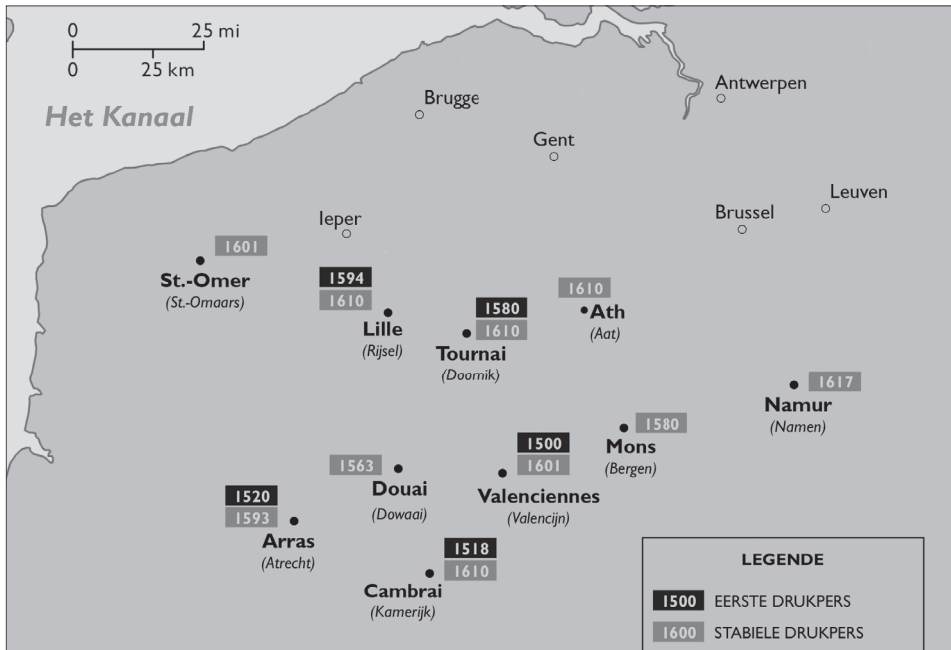 0 25 mi
0 25 km
Het Kanaal
Antwerpen
Brugge
Gent
Leuven
Brussel
Ieper
1601
St.-Omer
(St.-Omaars)
1594
1610
Lille
(Rijsel)
1580
1610
Tournai
(Doornik)
1610
Ath
(Aat)
1617
Namur
(Namen)
1580
Mons
(Bergen)
1500
1601
Valenciennes
(Valencijn)
1563
Douai
(Dowaai)
1520
1593
Arras
(Atrecht)
1518
1610
Cambrai
(Kamerijk)
LEGENDE
1500 EERSTE DRUKPERS
1600 STABIELE DRUKPERS